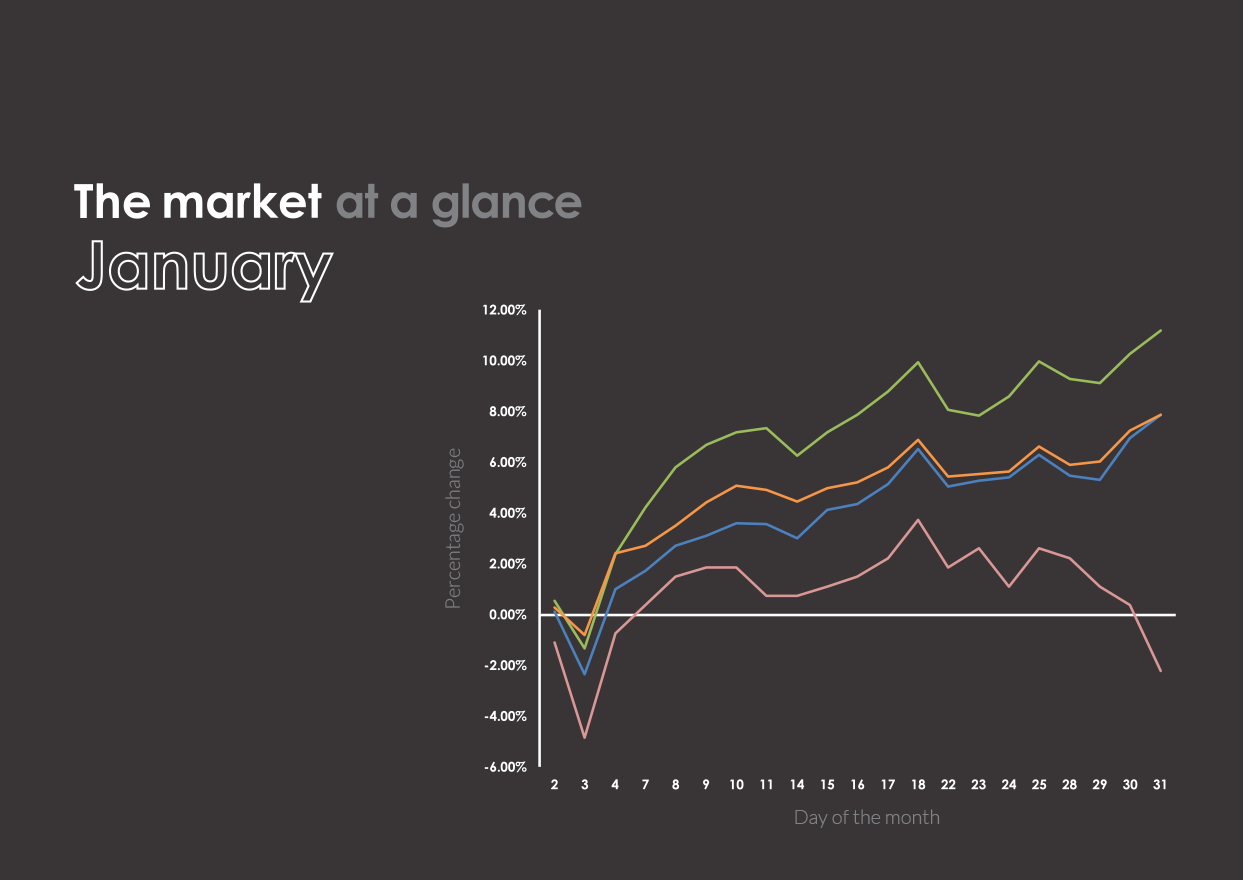 The market at a glance
January
12.00%
10.00%
8.00%
6.00%
4.00%
2.00%
0.00%
-2.00%
-4.00%
-6.00%
Percentage change
2 3 4 7 8 9 10 11 14 15 16 17 18 22 23 24 25 28 29 30 31
Day of the month